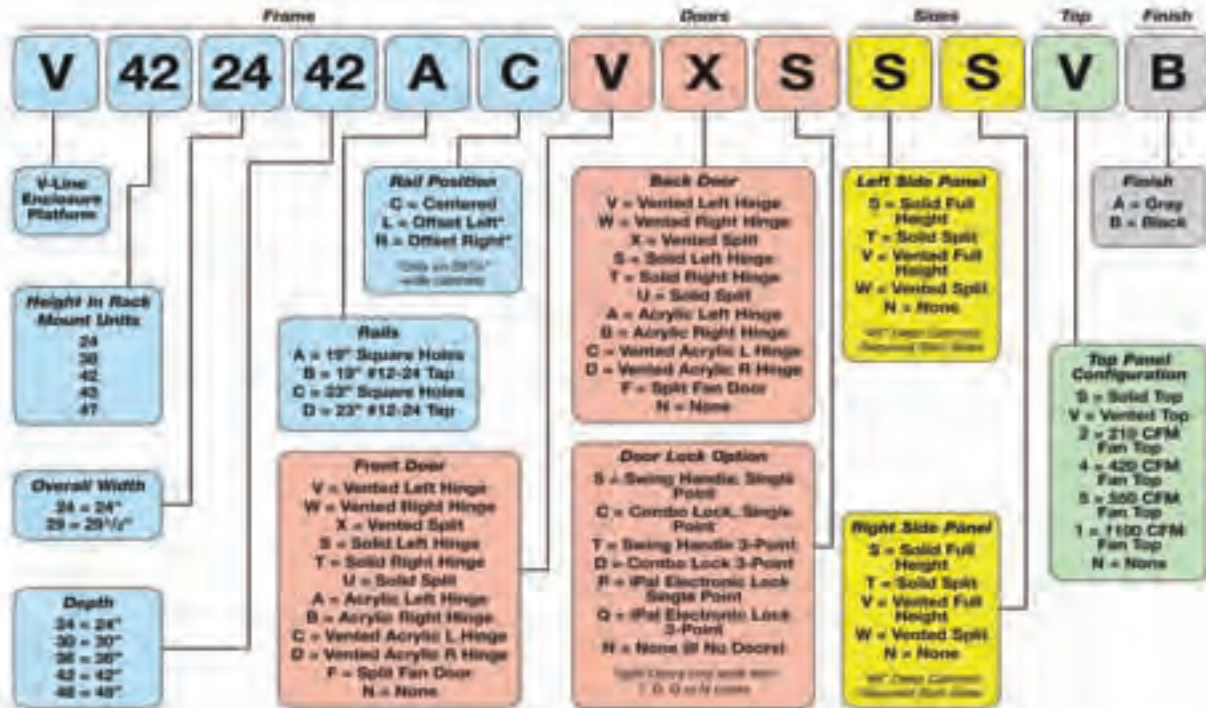 Frame
Doors
Sizes
Top
Finish
V
42
24
42
A
C
V
X
S
S
S
V
B
V-Line
Enclosure
Platform
Rail Position
C = Centered
L = Offset Left*
R = Offset Right*
wide cabinets
Back Door
V = Vented Left Hinge
W = Vented Right Hinge
X = Vented Split
S = Solid Left Hinge
T = Solid Right Hinge
U = Solid Split
A = Acrylic Left Hinge
B = Acrylic Right Hinge
C = Vented Acrylic L Hinge
D = Vented Acrylic R Hinge
F = Split Fan Door
N = None
Left Side Panel
S = Solid Full
Height
T = Solid Split
V = Vented Full
Height
W = Vented Split
N = None
Finish
A = Gray
B = Black
Height In Rack
Mount Units
24
38
42
43
47
Rails
A = 19" Square Holes
B = 19" #12-24 Tap
C = 23" Square Holes
D = 23" #12-24 Tap
Top Panel
Configuration
S = Solid Top
V = Vented Top
2 = 210 CFM
Fan Top
4 = 420 CFM
Fan Top
5 = 550 CFM
Fan Top
1 = 1100 CFM
Fan Top
N = None
Overall Width
24 = 24"
29 = 29¹/²"
Front Door
V = Vented Left Hinge
W = Vented Right Hinge
X = Vented Split
S = Solid Left Hinge
T = Solid Right Hinge
U = Solid Split
A = Acrylic Left Hinge
B = Acrylic Right Hinge
C = Vented Acrylic L Hinge
D = Vented Acrylic R Hinge
F = Split Fan Door
N = None
Door Lock Option
S = Swing Handle, Single
Point
C = Combo Lock, Single
Point
T = Swing Handle 3-Point
D = Combo Lock 3-Point
P = iPal Electronic Lock
Single Point
Q = iPal Electronic Lock
3-Point
N = None (If No Doors)
Right Side Panel
S = Solid Full
Height
T = Solid Split
V = Vented Full
Height
W = Vented Split
N = None
Depth
24 = 24"
30 = 30"
36 = 36"
42 = 42"
48 = 48"